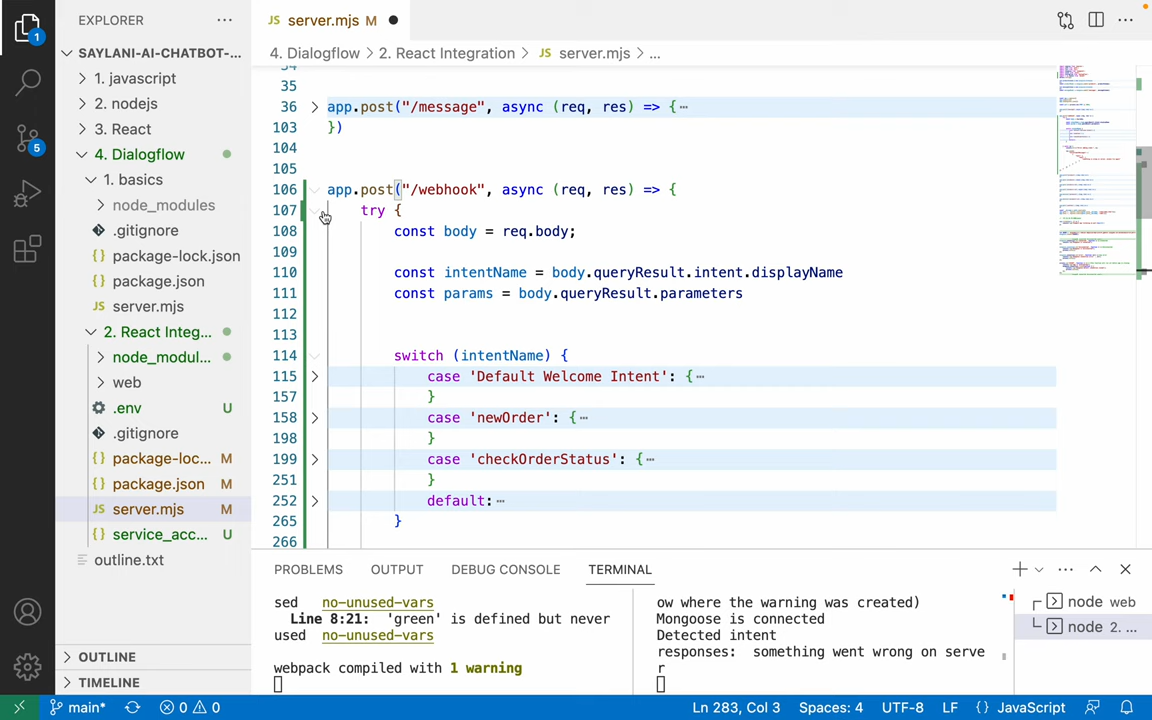 EXPLORER
SAYLANI-AI-CHATBOT-...
1. javascript
2. nodejs
3. React
4. Dialogflow
1. basics
node_modules
.gitignore
package-lock.json
package.json
server.mjs
2. React Integ...
node_modul...
web
.env U
.gitignore
package-loc... M
package.json M
server.mjs M
service_acc... U
outline.txt
OUTLINE
TIMELINE
1
5
JS server.mjs M
4. Dialogflow > 2. React Integration > JS server.mjs > ...
34
35
36 app.post("/message", async (req, res) => {…
103 })
104
105
106 app.post("/webhook", async (req, res) => {
107 try {
108 const body = req.body;
109
110 const intentName = body.queryResult.intent.displayName
111 const params = body.queryResult.parameters
112
113
114 switch (intentName) {
115 case 'Default Welcome Intent': {…
157 }
158 case 'newOrder': {…
198 }
199 case 'checkOrderStatus': {…
251 }
252 default:…
265 }
266
PROBLEMS OUTPUT DEBUG CONSOLE TERMINAL
sed no-unused-vars
Line 8:21: 'green' is defined but never
used no-unused-vars
webpack compiled with 1 warning
ow where the warning was created)
Mongoose is connected
Detected intent
responses: something went wrong on serve
r
node web
node 2. ...
main* 0 0 Ln 283, Col 3 Spaces: 4 UTF-8 LF {} JavaScript